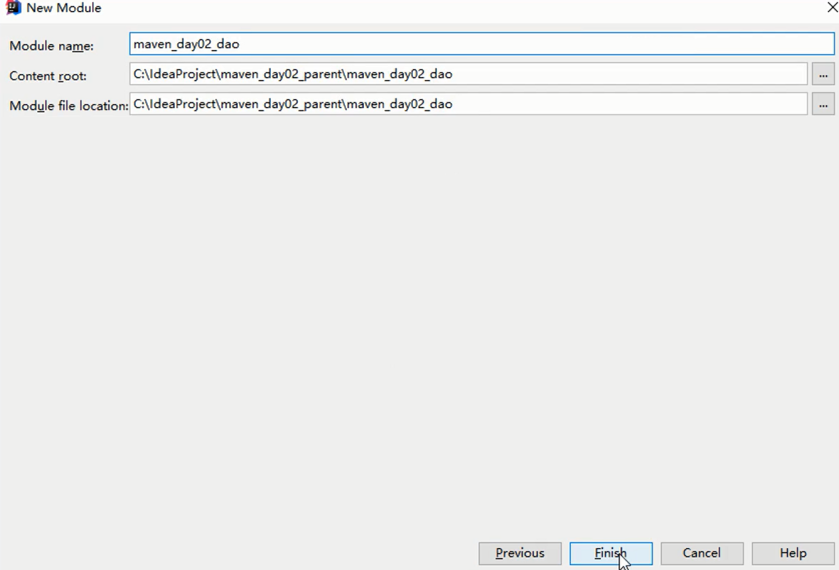 New Module
Module name: maven_day02_dao
Content root: C:\IdeaProject\maven_day02_parent\maven_day02_dao ...
Module file location: C:\IdeaProject\maven_day02_parent\maven_day02_dao ...
Previous Finish Cancel Help